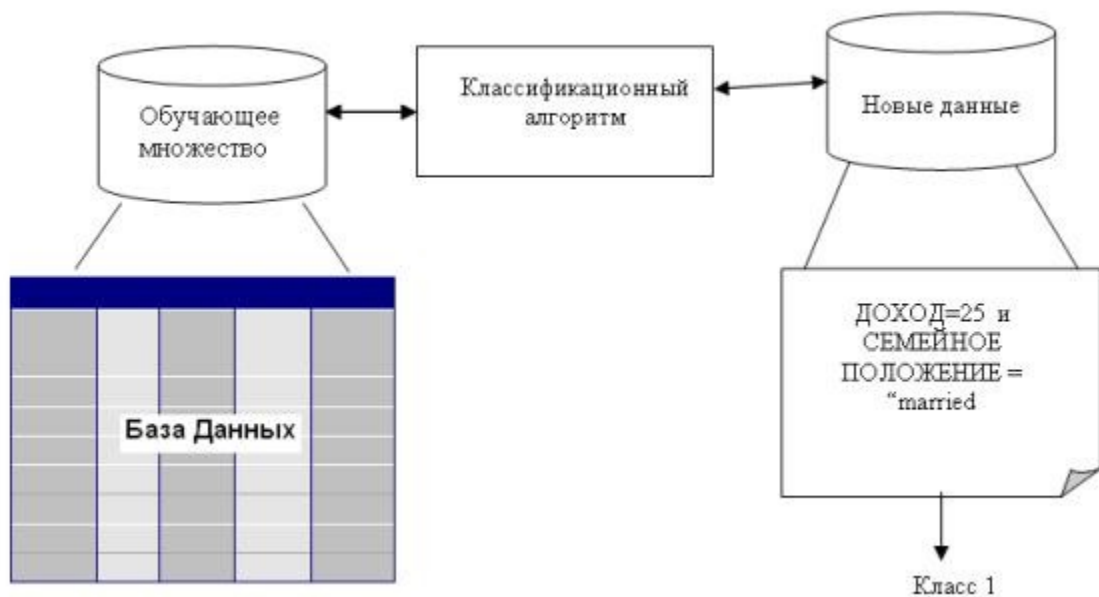 Обучающее
множество
Классификационный
алгоритм
Новые данные
База Данных
ДОХОД=25 и
СЕМЕЙНОЕ
ПОЛОЖЕНИЕ =
“married
Класс 1